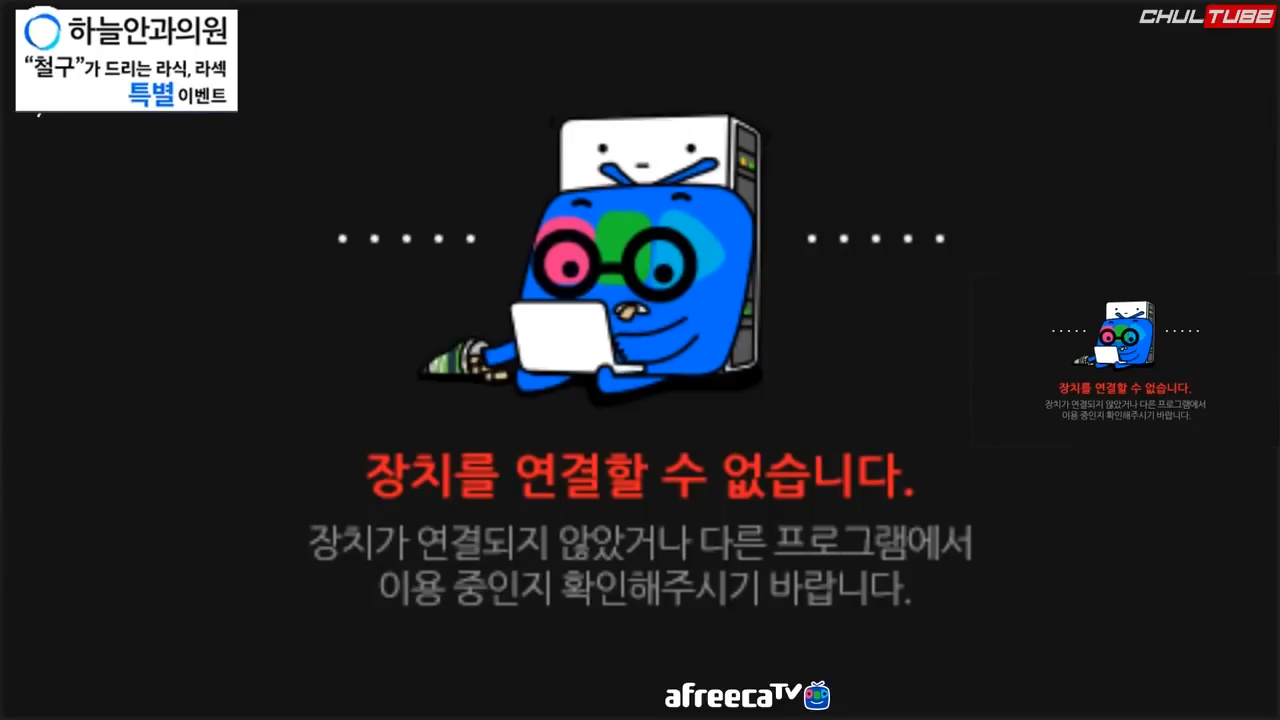 하늘안과의원
“철구”가 드리는 라식, 라섹
특별 이벤트
CHULTUBE
장치를 연결할 수 없습니다.
장치가 연결되지 않았거나 다른 프로그램에서
이용 중인지 확인해주시기 바랍니다.
장치를 연결할 수 없습니다.
장치가 연결되지 않았거나 다른 프로그램에서
이용 중인지 확인해주시기 바랍니다.
afreecaTV